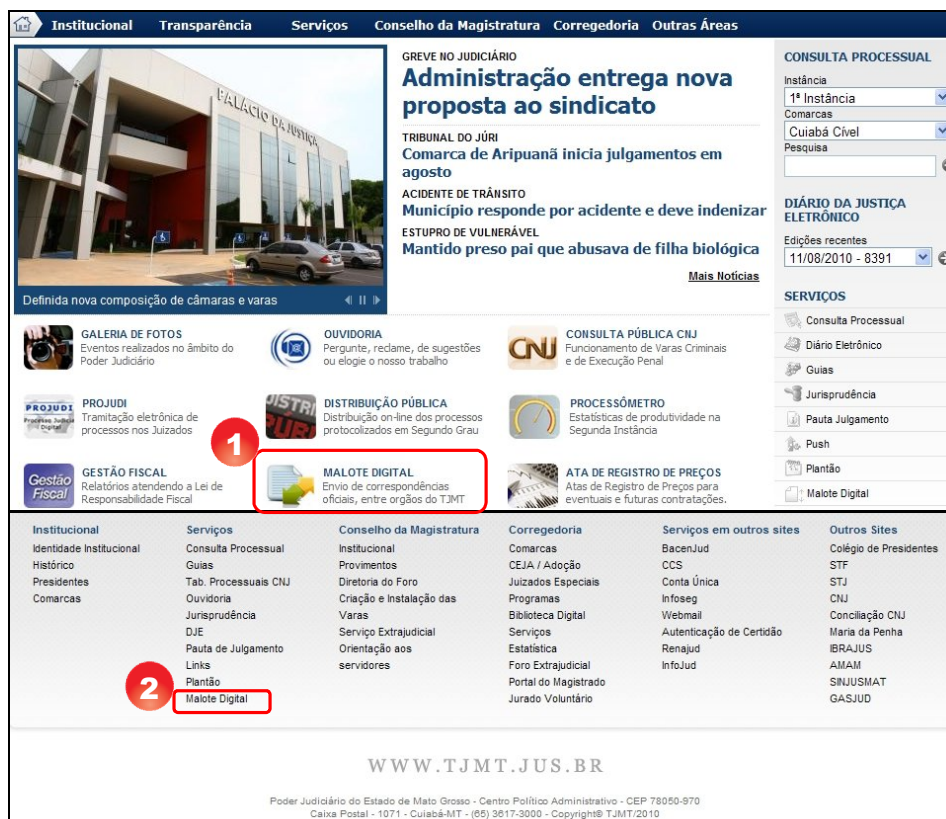 Institucional Transparência Serviços Conselho da Magistratura Corregedoria Outras Áreas
PALACIO DA JUSTIÇA
Definida nova composição de câmaras e varas
GREVE NO JUDICIÁRIO
Administração entrega nova
proposta ao sindicato
TRIBUNAL DO JÚRI
Comarca de Aripuanã inicia julgamentos em
agosto
ACIDENTE DE TRÂNSITO
Município responde por acidente e deve indenizar
ESTUPRO DE VULNERÁVEL
Mantido preso pai que abusava de filha biológica
Mais Notícias
CONSULTA PROCESSUAL
Instância
1ª Instância
Comarcas
Cuiabá Cível
Pesquisa
DIÁRIO DA JUSTIÇA
ELETRÔNICO
Edições recentes
11/08/2010 - 8391
SERVIÇOS
Consulta Processual
Diário Eletrônico
Guias
Jurisprudência
Pauta Julgamento
Push
Plantão
Malote Digital
GALERIA DE FOTOS
Eventos realizados no âmbito do
Poder Judiciário
OUVIDORIA
Pergunte, reclame, de sugestões
ou elogie o nosso trabalho
CNJ
CONSULTA PÚBLICA CNJ
Funcionamento de Varas Criminais
e de Execução Penal
PROJUDI
Processo Judicial
Digital
PROJUDI
Tramitação eletrônica de
processos nos Juizados
DISTRI
PÚBL
DISTRIBUIÇÃO PÚBLICA
Distribuição on-line dos processos
protocolizados em Segundo Grau
PROCESSÔMETRO
Estatísticas de produtividade na
Segunda Instância
1
Gestão
Fiscal
GESTÃO FISCAL
Relatórios atendendo a Lei de
Responsabilidade Fiscal
MALOTE DIGITAL
Envio de correspondências
oficiais, entre orgãos do TJMT
ATA DE REGISTRO DE PREÇOS
Atas de Registro de Preços para
eventuais e futuras contratações.
Institucional
Identidade Institucional
Histórico
Presidentes
Comarcas
Serviços
Consulta Processual
Guias
Tab. Processuais CNJ
Ouvidoria
Jurisprudência
DJE
Pauta de Julgamento
Links
Plantão
2
Malote Digital
Conselho da Magistratura
Institucional
Provimentos
Diretoria do Foro
Criação e Instalação das
Varas
Serviço Extrajudicial
Orientação aos
servidores
Corregedoria
Comarcas
CEJA / Adoção
Juizados Especiais
Programas
Biblioteca Digital
Serviços
Estatística
Foro Extrajudicial
Portal do Magistrado
Jurado Voluntário
Serviços em outros sites
BacenJud
CCS
Conta Única
Infoseg
Webmail
Autenticação de Certidão
Renajud
InfoJud
Outros Sites
Colégio de Presidentes
STF
STJ
CNJ
Conciliação CNJ
Maria da Penha
IBRAJUS
AMAM
SINJUSMAT
GASJUD
WWW.TJMT.JUS.BR
Poder Judiciário do Estado de Mato Grosso - Centro Político Administrativo - CEP 78050-970
Caixa Postal - 1071 - Cuiabá-MT - (65) 3617-3000 - Copyright® TJMT/2010